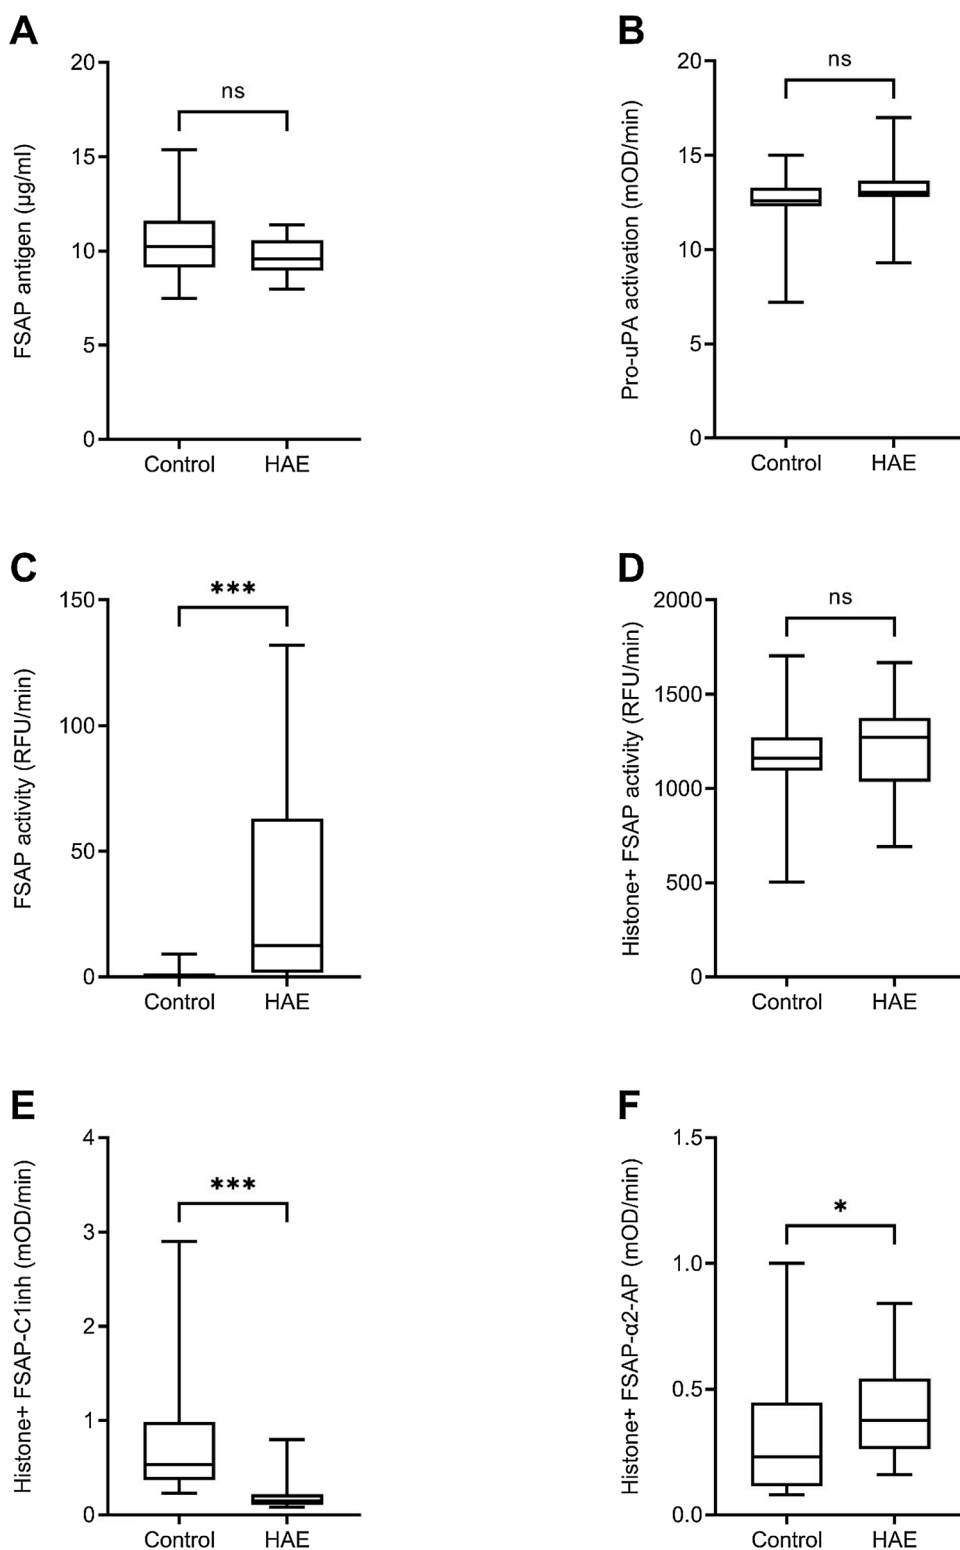 A
FSAP antigen (µg/ml)
20
15
10
5
0
ns
Control
HAE
B
Pro-uPA activation (mOD/min)
20
15
10
5
0
ns
Control
HAE
C
FSAP activity (RFU/min)
150
100
50
0
***
Control
HAE
D
Histone+ FSAP activity (RFU/min)
2000
1500
1000
500
0
ns
Control
HAE
E
Histone+ FSAP-C1inh (mOD/min)
4
3
2
1
0
***
Control
HAE
F
Histone+ FSAP-α2-AP (mOD/min)
1.5
1.0
0.5
0.0
*
Control
HAE